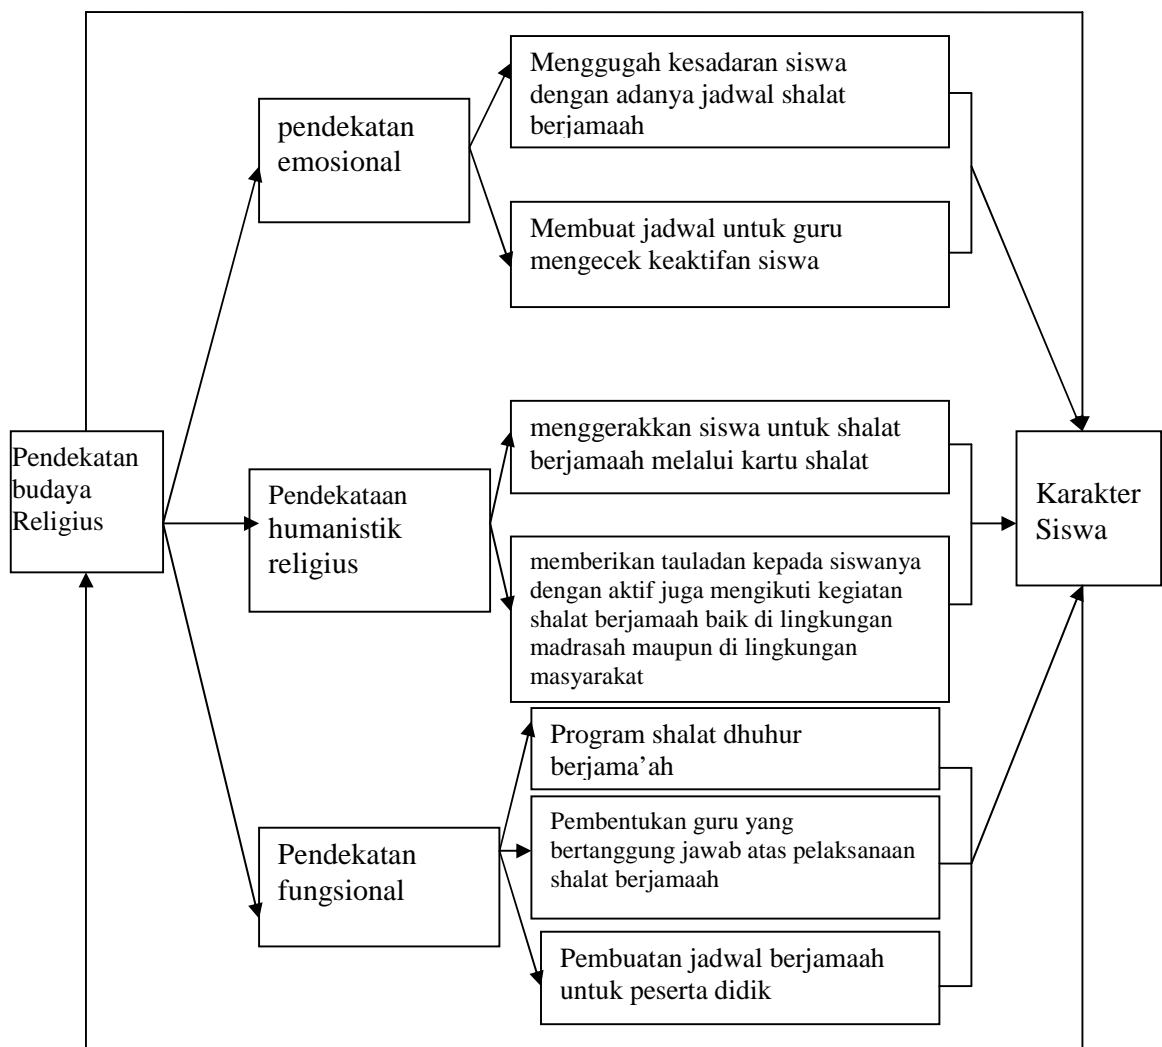 Menggugah kesadaran siswa
dengan adanya jadwal shalat
berjamaah
pendekatan
emosional
Membuat jadwal untuk guru
mengecek keaktifan siswa
Pendekatan
budaya
Religius
menggerakkan siswa untuk shalat
berjamaah melalui kartu shalat
Pendekataan
humanistik
religius
memberikan tauladan kepada siswanya
dengan aktif juga mengikuti kegiatan
shalat berjamaah baik di lingkungan
madrasah maupun di lingkungan
masyarakat
Karakter
Siswa
Program shalat dhuhur
berjama’ah
Pendekatan
fungsional
Pembentukan guru yang
bertanggung jawab atas pelaksanaan
shalat berjamaah
Pembuatan jadwal berjamaah
untuk peserta didik